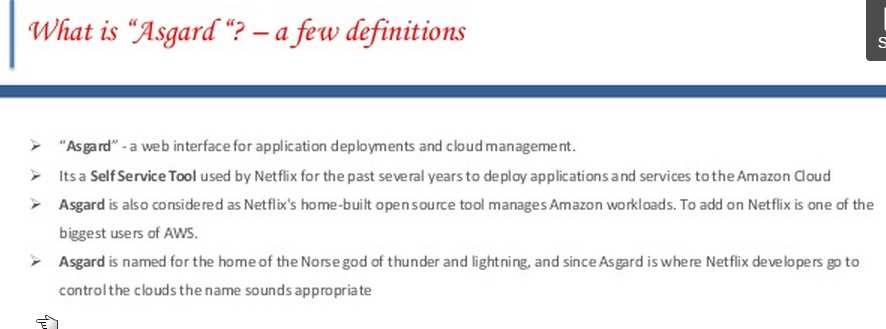 What is “Asgard “? – a few definitions
S
“Asgard” - a web interface for application deployments and cloud management.
Its a Self Service Tool used by Netflix for the past several years to deploy applications and services to the Amazon Cloud
Asgard is also considered as Netflix's home-built open source tool manages Amazon workloads. To add on Netflix is one of the
biggest users of AWS.
Asgard is named for the home of the Norse god of thunder and lightning, and since Asgard is where Netflix developers go to
control the clouds the name sounds appropriate